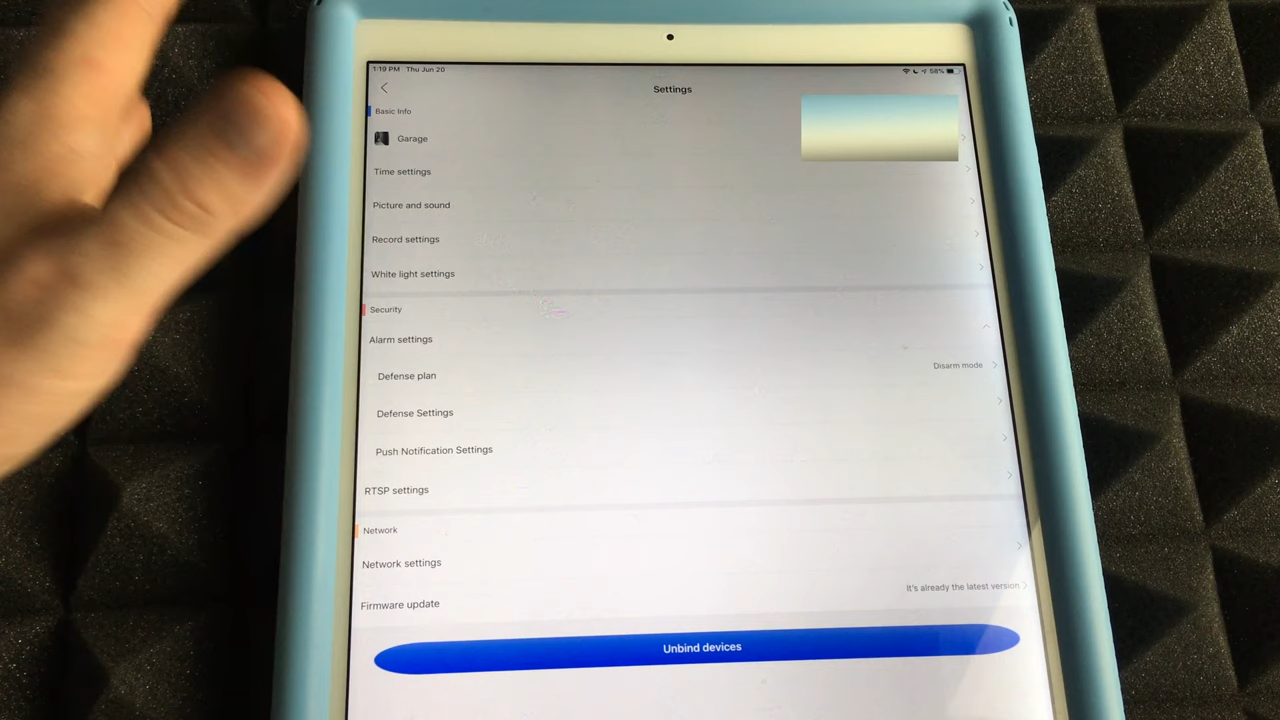 1:19 PM Thu Jun 20
58%
Settings
Basic Info
Garage
Time settings
Picture and sound
Record settings
White light settings
Security
Alarm settings
Defense plan
Disarm mode
Defense Settings
Push Notification Settings
RTSP settings
Network
Network settings
Firmware update
It's already the latest version
Unbind devices